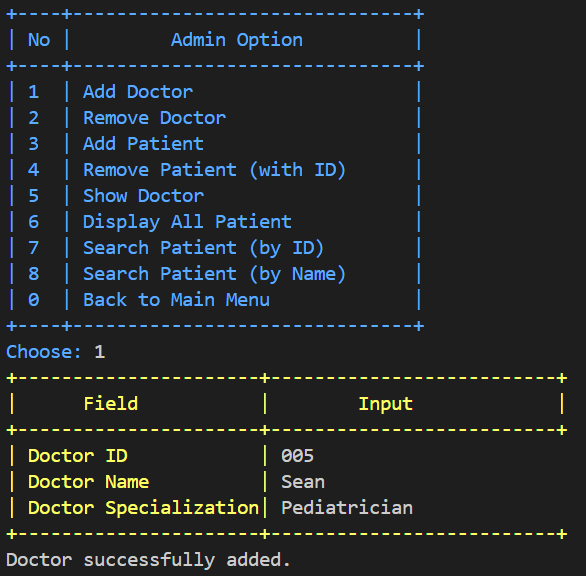 +----+-------------------------------+
| No |         Admin Option          |
+----+-------------------------------+
| 1  | Add Doctor                    |
| 2  | Remove Doctor                 |
| 3  | Add Patient                   |
| 4  | Remove Patient (with ID)      |
| 5  | Show Doctor                   |
| 6  | Display All Patient           |
| 7  | Search Patient (by ID)        |
| 8  | Search Patient (by Name)      |
| 0  | Back to Main Menu             |
+----+-------------------------------+
Choose: 1
+----------------------+--------------------------+
|      Field           |        Input             |
+----------------------+--------------------------+
| Doctor ID            | 005
| Doctor Name          | Sean
| Doctor Specialization| Pediatrician
+----------------------+--------------------------+
Doctor successfully added.